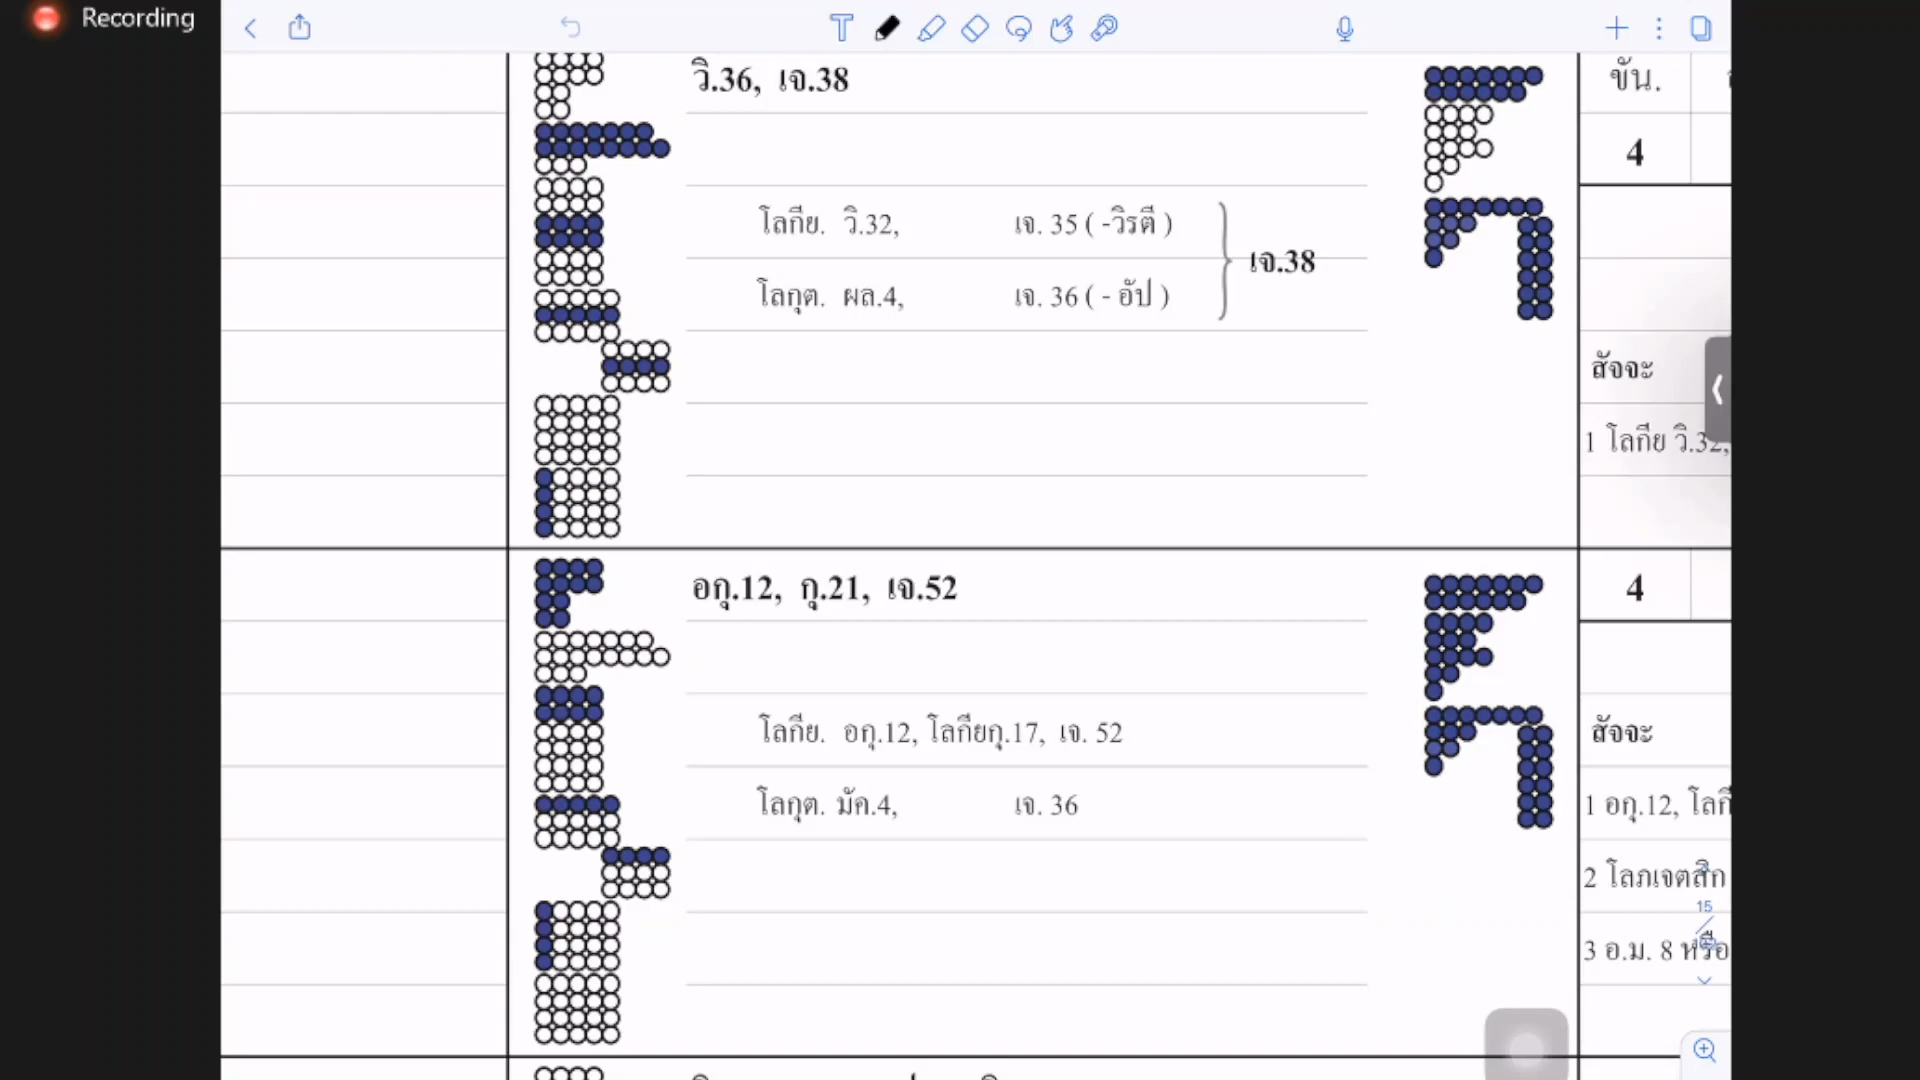 Recording
วิ.36, เจ.38
ขัน.
4
โลกีย. วิ.32, เจ. 35 ( -วิรตี )
เจ.38
โลกุต. ผล.4, เจ. 36 ( - อัป )
สัจจะ
1 โลกีย วิ.32,
อกุ.12, กุ.21, เจ.52
4
โลกีย. อกุ.12, โลกียกุ.17, เจ. 52
สัจจะ
โลกุต. มัค.4, เจ. 36
1 อกุ.12, โลกี
2 โลภเจตสิก
15
3 อ.ม. 8 หรือ